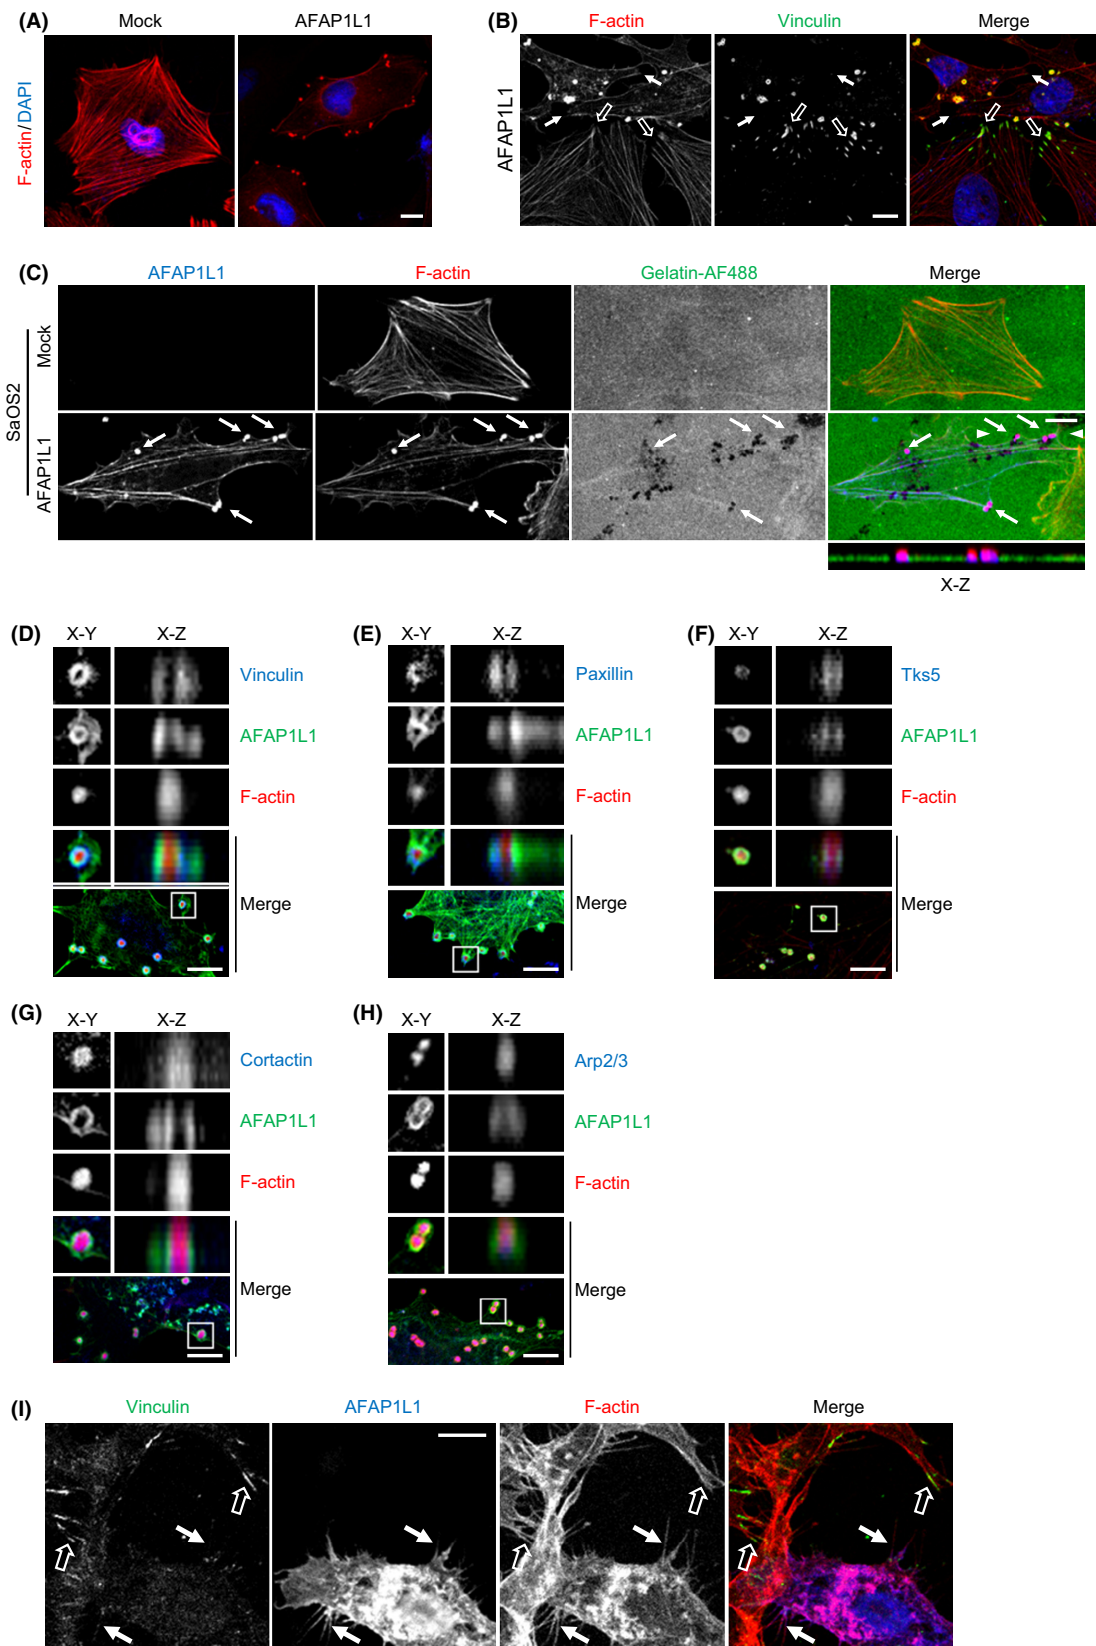 (A)
Mock
AFAP1L1
F-actin/DAPI
(B)
F-actin
Vinculin
Merge
AFAP1L1
(C)
AFAP1L1
F-actin
Gelatin-AF488
Merge
SaOS2
Mock
AFAP1L1
X-Z
(D)
X-Y
X-Z
Vinculin
AFAP1L1
F-actin
Merge
(E)
X-Y
X-Z
Paxillin
AFAP1L1
F-actin
Merge
(F)
X-Y
X-Z
Tks5
AFAP1L1
F-actin
Merge
(G)
X-Y
X-Z
Cortactin
AFAP1L1
F-actin
Merge
(H)
X-Y
X-Z
Arp2/3
AFAP1L1
F-actin
Merge
(I)
Vinculin
AFAP1L1
F-actin
Merge